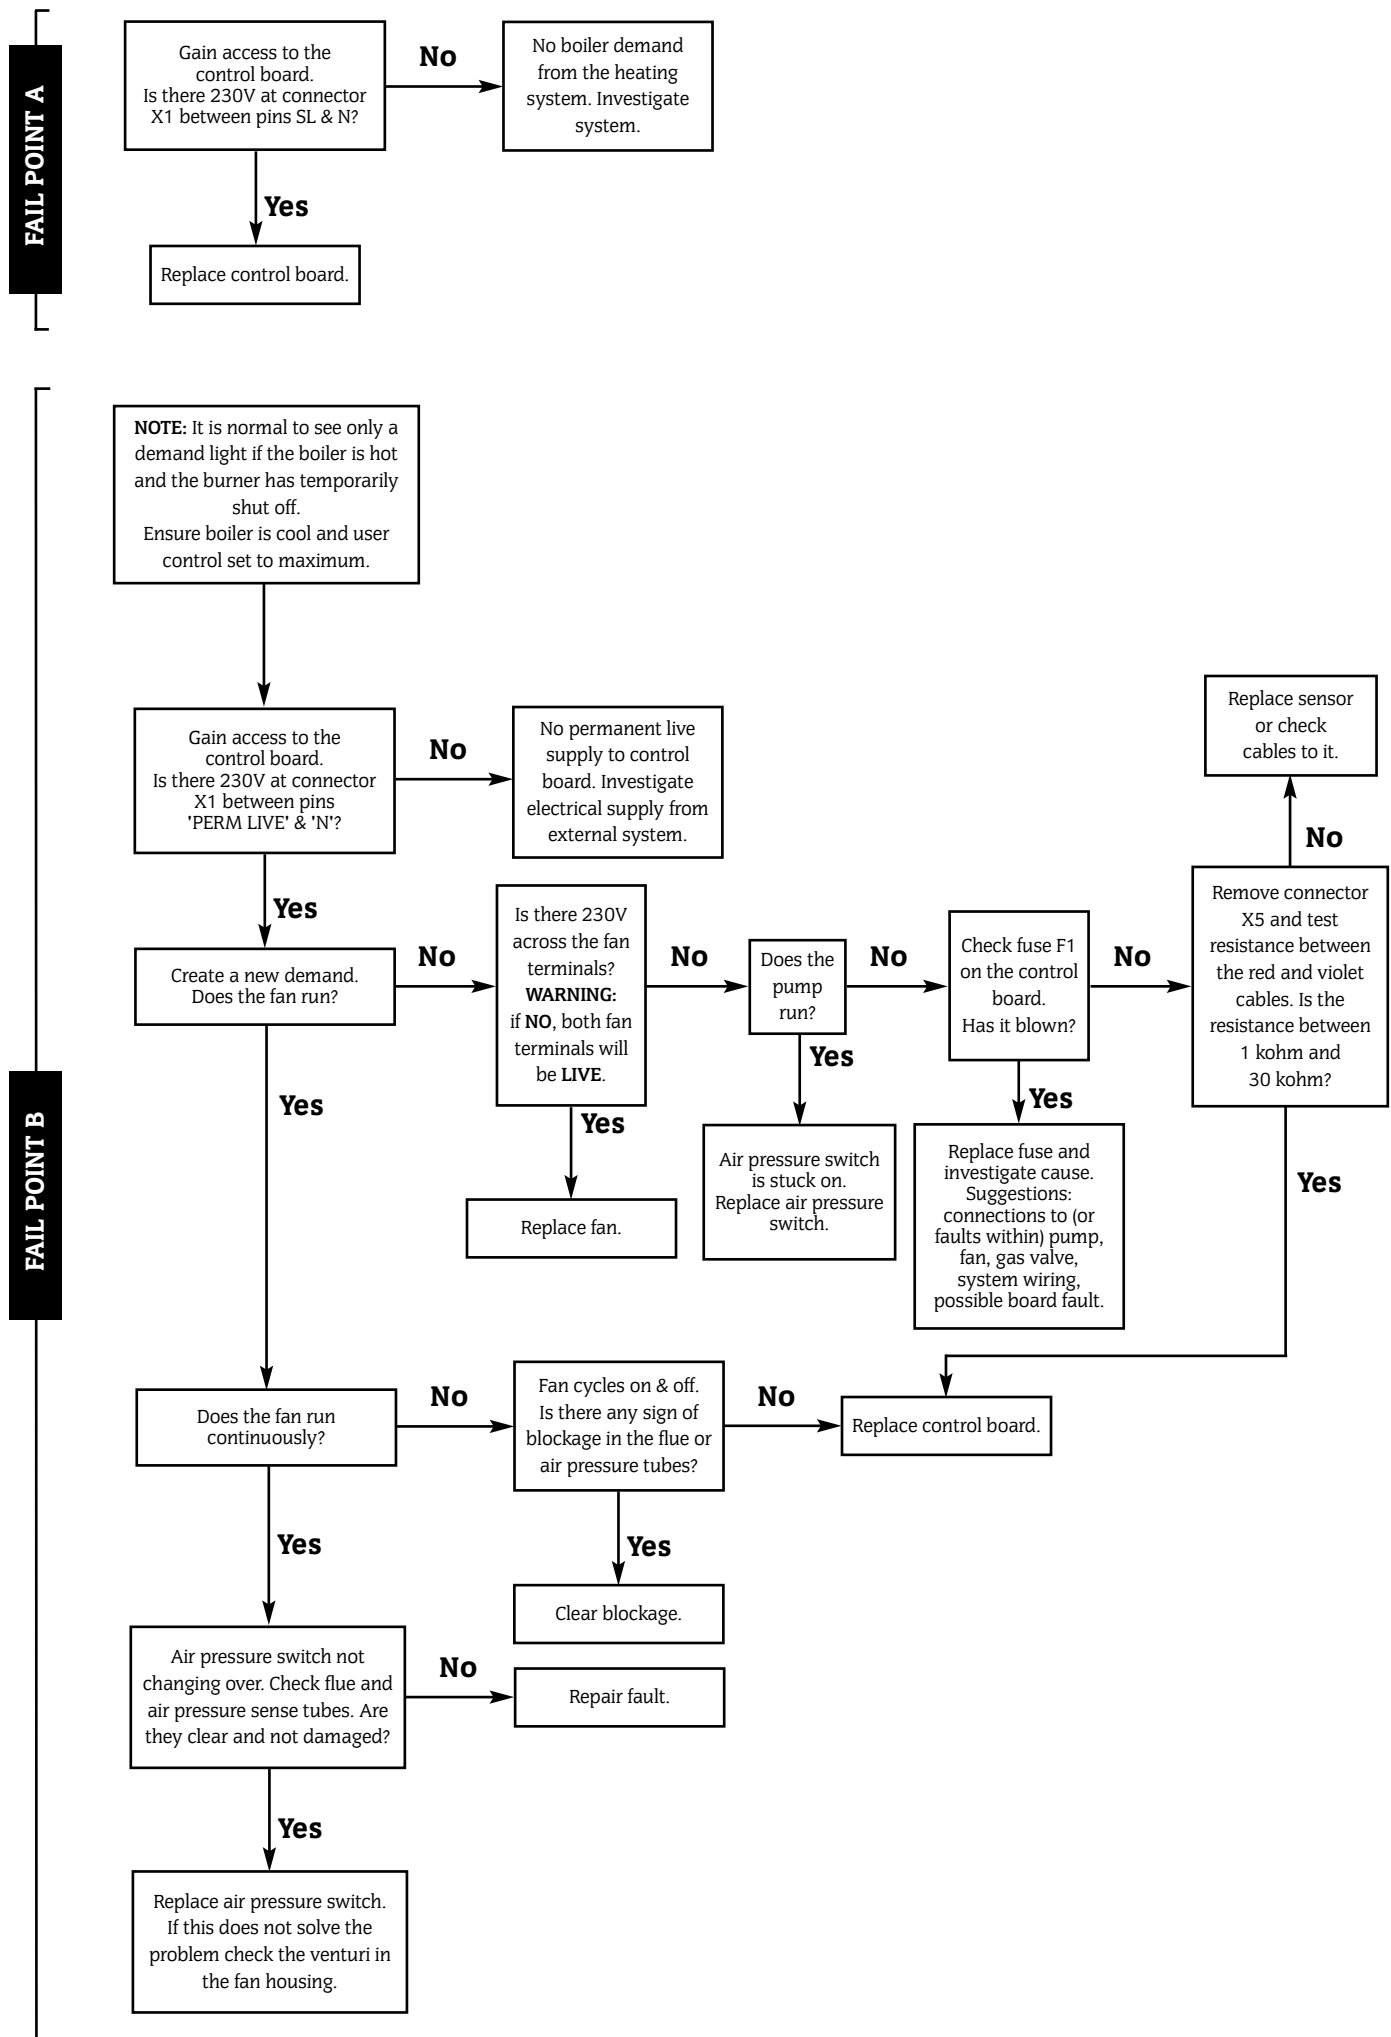 FAIL POINT A
Gain access to the
control board.
Is there 230V at connector
X1 between pins SL & N?
No
No boiler demand
from the heating
system. Investigate
system.
Yes
Replace control board.
FAIL POINT B
NOTE: It is normal to see only a
demand light if the boiler is hot
and the burner has temporarily
shut off.
Ensure boiler is cool and user
control set to maximum.
Gain access to the
control board.
Is there 230V at connector
X1 between pins
'PERM LIVE' & 'N'?
No
No permanent live
supply to control
board. Investigate
electrical supply from
external system.
Yes
Create a new demand.
Does the fan run?
No
Is there 230V
across the fan
terminals?
WARNING:
if NO, both fan
terminals will
be LIVE.
No
Does the
pump
run?
No
Check fuse F1
on the control
board.
Has it blown?
No
Remove connector
X5 and test
resistance between
the red and violet
cables. Is the
resistance between
1 kohm and
30 kohm?
No
Replace sensor
or check
cables to it.
Yes
Yes
Replace fan.
Yes
Air pressure switch
is stuck on.
Replace air pressure
switch.
Yes
Replace fuse and
investigate cause.
Suggestions:
connections to (or
faults within) pump,
fan, gas valve,
system wiring,
possible board fault.
Yes
Does the fan run
continuously?
No
Fan cycles on & off.
Is there any sign of
blockage in the flue or
air pressure tubes?
No
Replace control board.
Yes
Clear blockage.
Yes
Air pressure switch not
changing over. Check flue and
air pressure sense tubes. Are
they clear and not damaged?
No
Repair fault.
Yes
Replace air pressure switch.
If this does not solve the
problem check the venturi in
the fan housing.